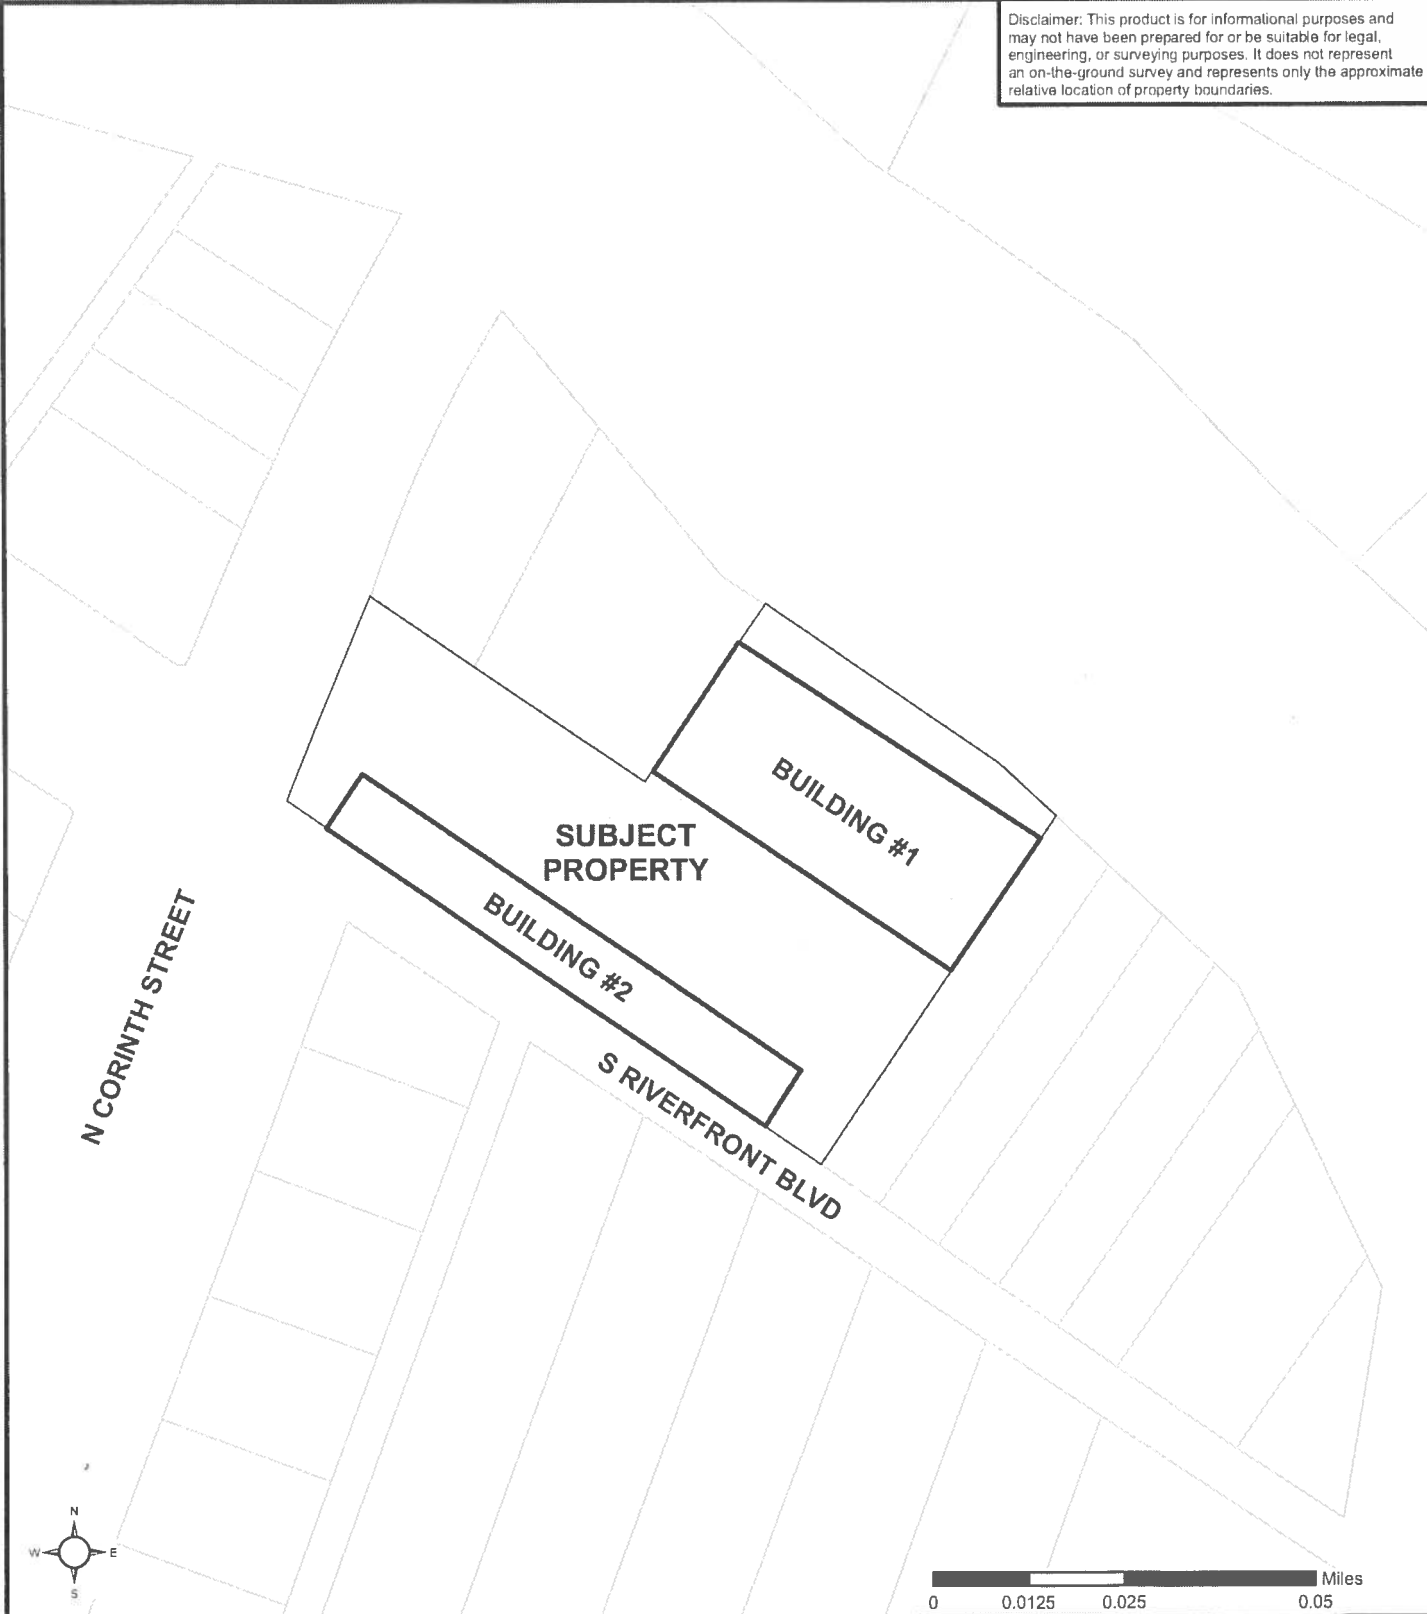 Disclaimer: This product is for informational purposes and
may not have been prepared for or be suitable for legal,
engineering, or surveying purposes. It does not represent
an on-the-ground survey and represents only the approximate
relative location of property boundaries.
BUILDING #1
SUBJECT
PROPERTY
BUILDING #2
N CORINTH STREET
S RIVERFRONT BLVD
N
W E
S
Miles
0 0.0125 0.025 0.05